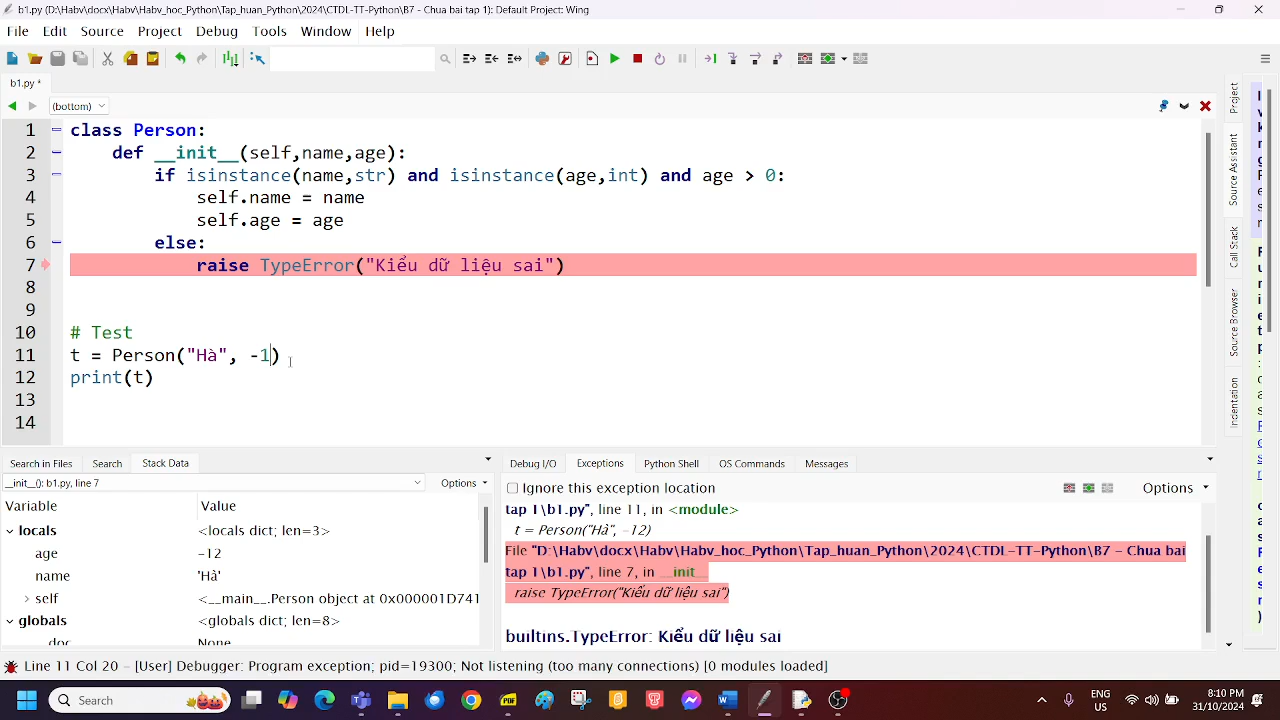 b1.py (D:\Habv\docx\Habv\Habv_hoc_Python\Tap_huan_Python\2024\CTDL-TT-Python\B7 - Chua bai tap 1): Default Project: Wing
File Edit Source Project Debug Tools Window Help
b1.py *
(bottom)
1 class Person:
2 def __init__(self,name,age):
3 if isinstance(name,str) and isinstance(age,int) and age > 0:
4 self.name = name
5 self.age = age
6 else:
7 raise TypeError("Kiểu dữ liệu sai")
8
9
10 # Test
11 t = Person("Hà", -1)
12 print(t)
13
14
Project
Source Assistant
Call Stack
Source Browser
Indentation
Search in Files Search Stack Data
__init__(): b1.py, line 7 Options
Variable Value
locals <locals dict; len=3>
age -12
name 'Hà'
self <__main__.Person object at 0x000001D741
globals <globals dict; len=8>
doc None
Debug I/O Exceptions Python Shell OS Commands Messages
Ignore this exception location Options
tap 1\b1.py", line 11, in <module>
t = Person("Hà", -12)
File "D:\Habv\docx\Habv\Habv_hoc_Python\Tap_huan_Python\2024\CTDL-TT-Python\B7 - Chua bai
tap 1\b1.py", line 7, in __init__
raise TypeError("Kiểu dữ liệu sai")
builtins.TypeError: Kiểu dữ liệu sai
Line 11 Col 20 - [User] Debugger: Program exception; pid=19300; Not listening (too many connections) [0 modules loaded]
Search
ENG
US
8:10 PM
31/10/2024